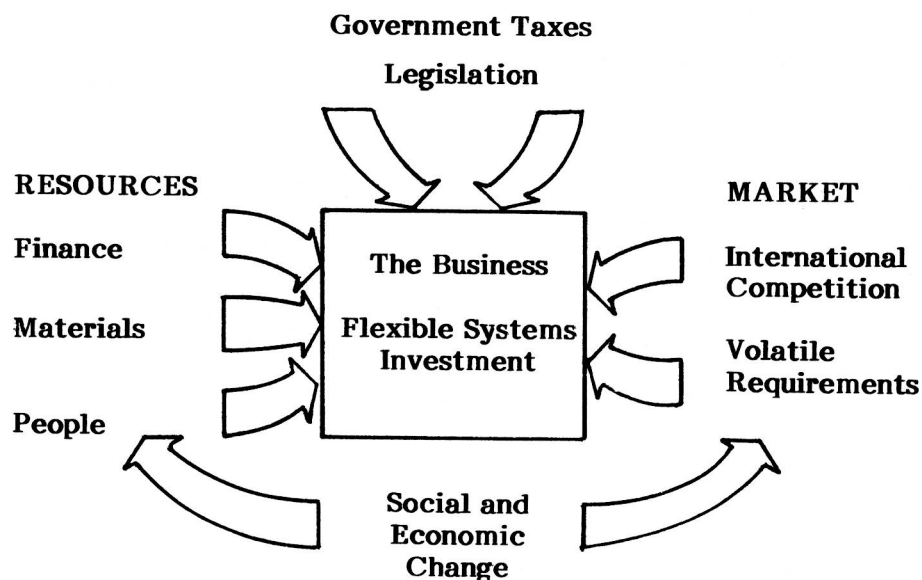 Government Taxes
Legislation
RESOURCES
Finance
Materials
People
The Business
Flexible Systems
Investment
MARKET
International
Competition
Volatile
Requirements
Social and
Economic
Change